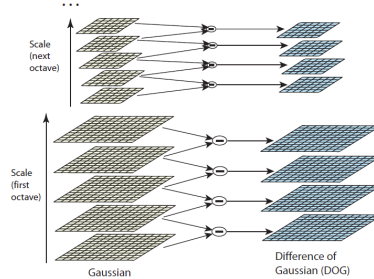 ...
Scale
(next
octave)
Scale
(first
octave)
Gaussian
Difference of
Gaussian (DOG)